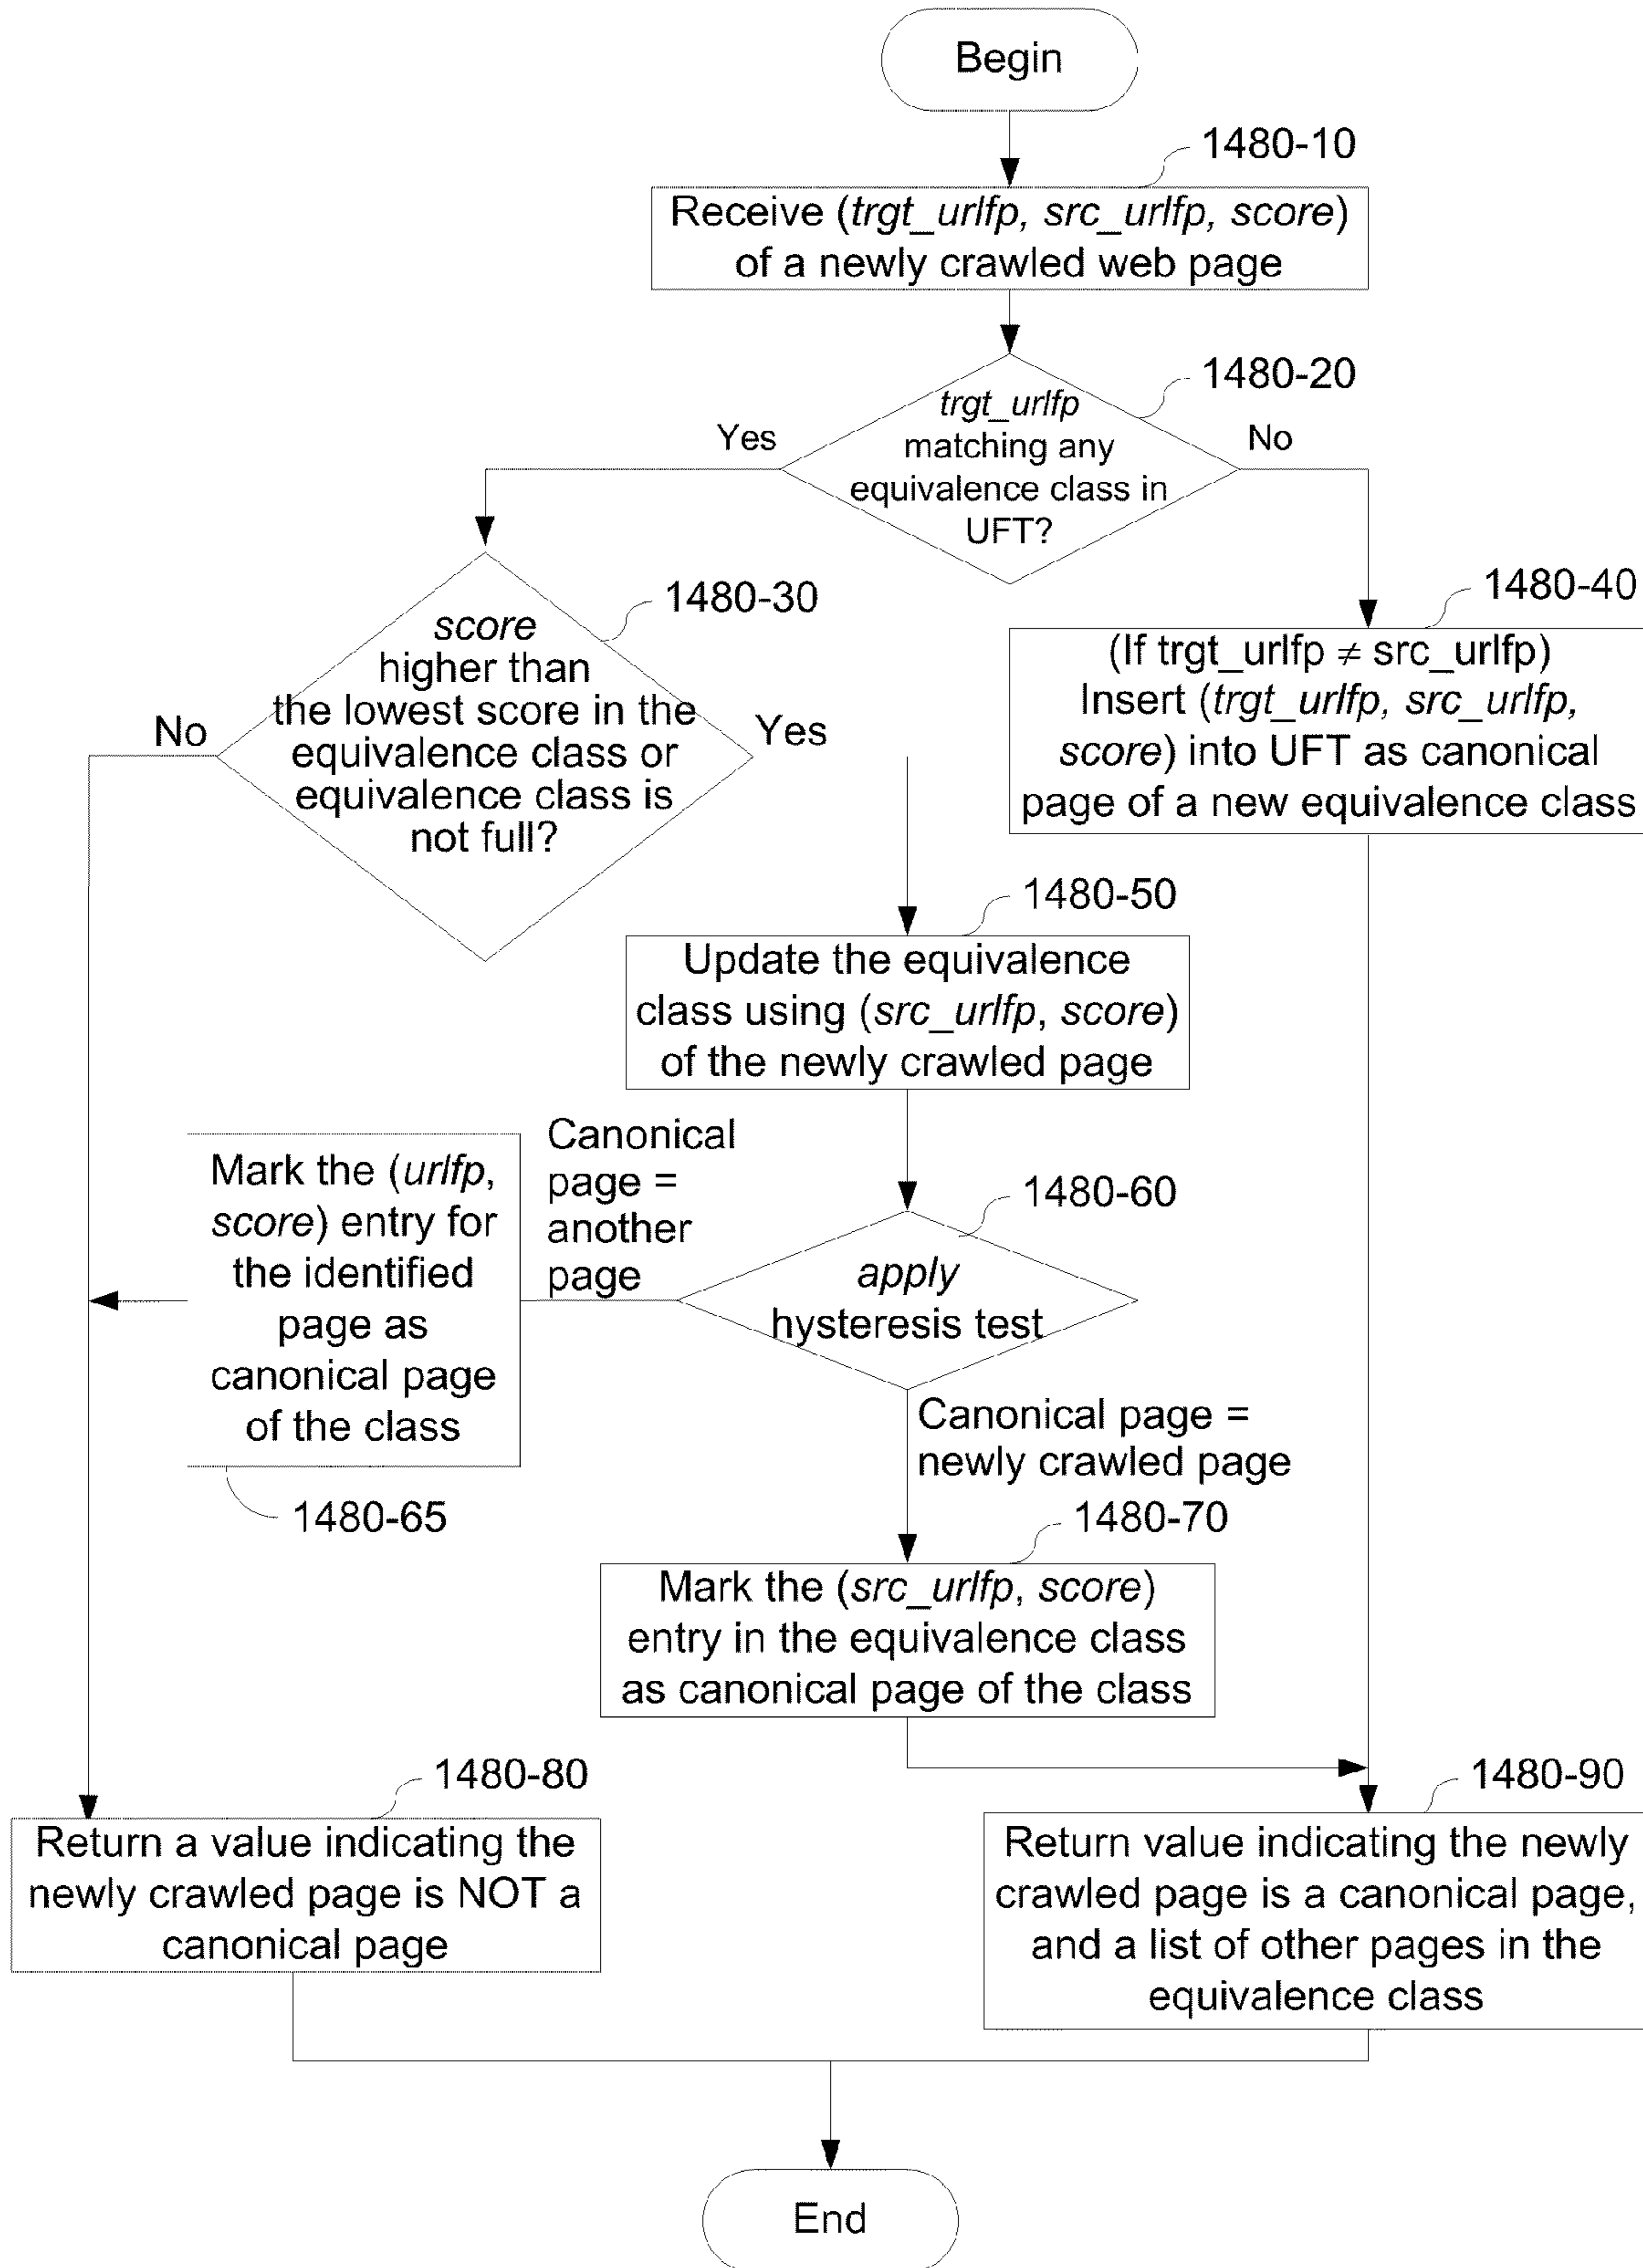 Begin
1480-10
Receive (trgt_urlfp, src_urlfp, score)
of a newly crawled web page
1480-20
trgt_urlfp
matching any
equivalence class in
UFT?
Yes
No
1480-30
score
higher than
the lowest score in the
equivalence class or
equivalence class is
not full?
No
Yes
1480-40
(If trgt_urlfp ≠ src_urlfp)
Insert (trgt_urlfp, src_urlfp,
score) into UFT as canonical
page of a new equivalence class
1480-50
Update the equivalence
class using (src_urlfp, score)
of the newly crawled page
Canonical
page =
another
page
1480-60
apply
hysteresis test
Mark the (urlfp,
score) entry for
the identified
page as
canonical page
of the class
1480-65
Canonical page =
newly crawled page
1480-70
Mark the (src_urlfp, score)
entry in the equivalence class
as canonical page of the class
1480-80
Return a value indicating the
newly crawled page is NOT a
canonical page
1480-90
Return value indicating the newly
crawled page is a canonical page,
and a list of other pages in the
equivalence class
End